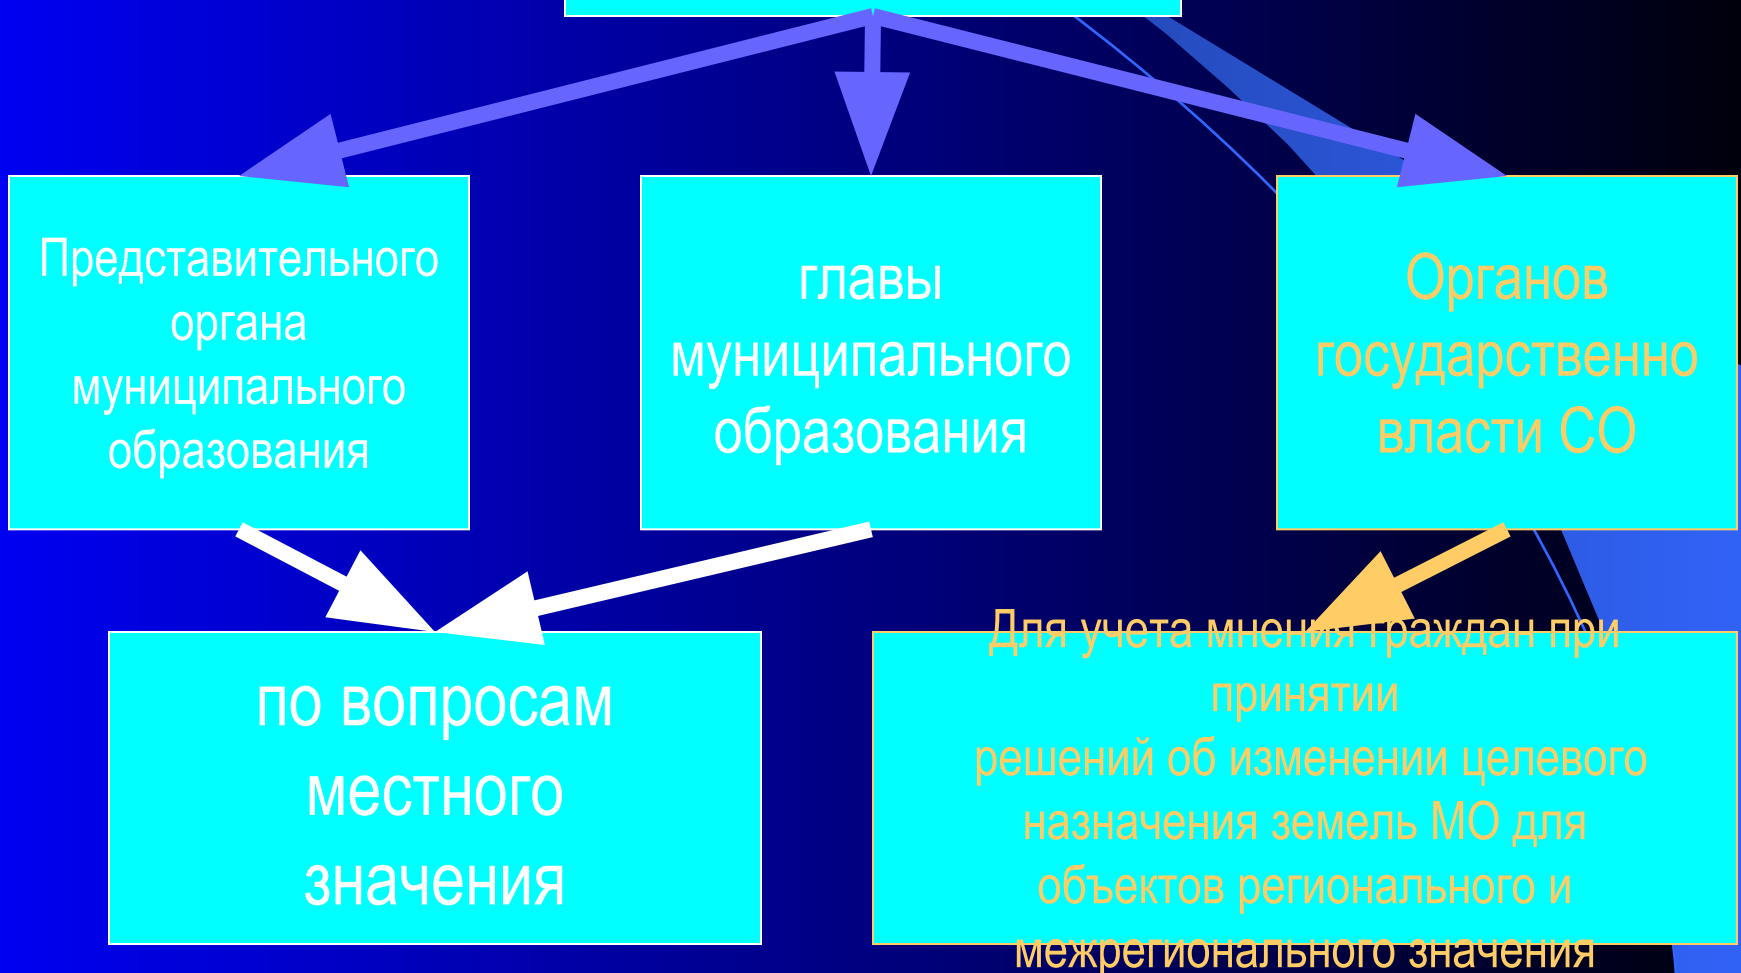 Представительного
органа
муниципального
образования
главы
муниципального
образования
Органов
государственно
власти СО
по вопросам
местного
значения
Для учета мнения граждан при
принятии
решений об изменении целевого
назначения земель МО для
объектов регионального и
межрегионального значения